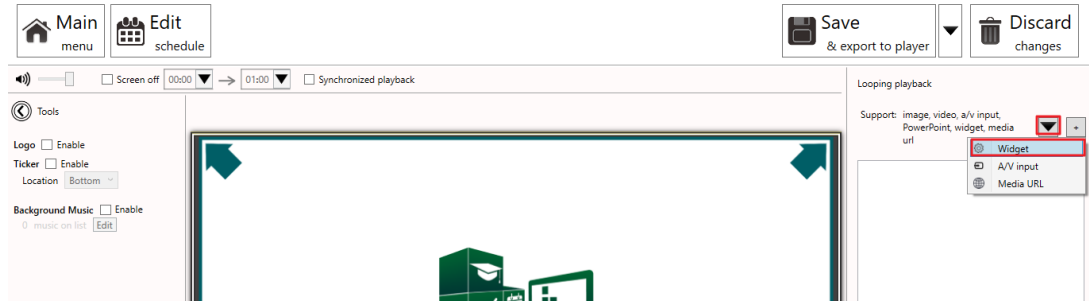 Main
menu
Edit
schedule
Save
& export to player
Discard
changes
Screen off 00:00 01:00 Synchronized playback
Looping playback
Tools
Support: image, video, a/v input,
PowerPoint, widget, media
url
+
Widget
A/V input
Media URL
Logo Enable
Ticker Enable
Location Bottom
Background Music Enable
0 music on list Edit